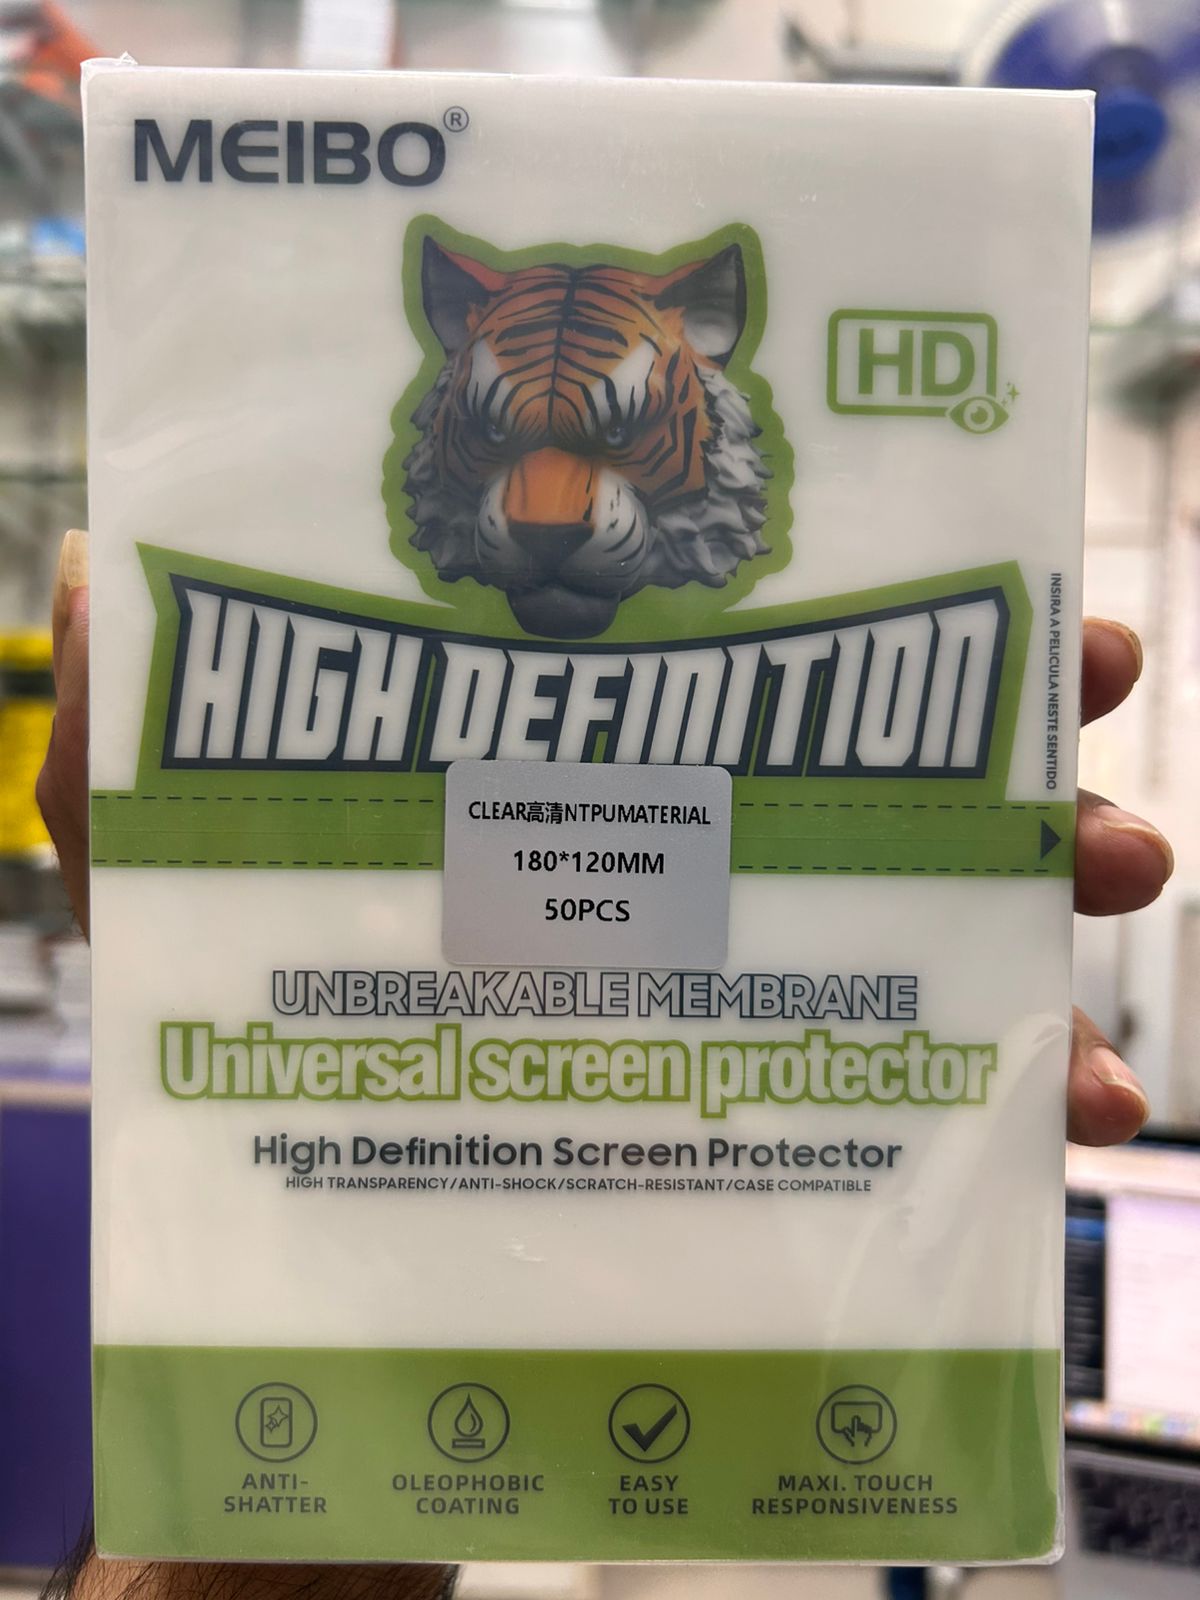 MEIBO®
HD
HIGH DEFINITION
INSIRA A PELICULA NESTE SENTIDO
CLEAR高清NTPUMATERIAL
180*120MM
50PCS
UNBREAKABLE MEMBRANE
Universal screen protector
High Definition Screen Protector
HIGH TRANSPARENCY/ANTI-SHOCK/SCRATCH-RESISTANT/CASE COMPATIBLE
ANTI-
SHATTER
OLEOPHOBIC
COATING
EASY
TO USE
MAXI. TOUCH
RESPONSIVENESS